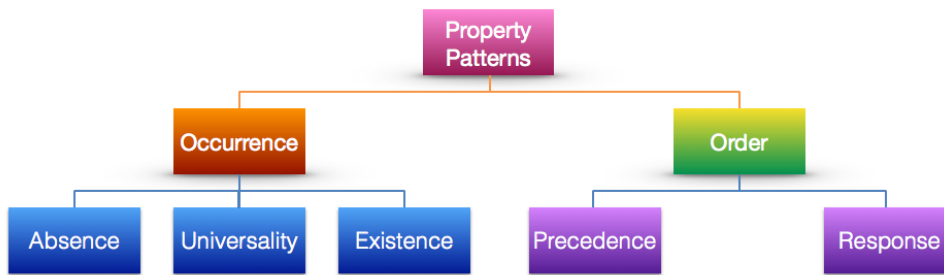 Property
Patterns
Occurrence
Order
Absence
Universality
Existence
Precedence
Response